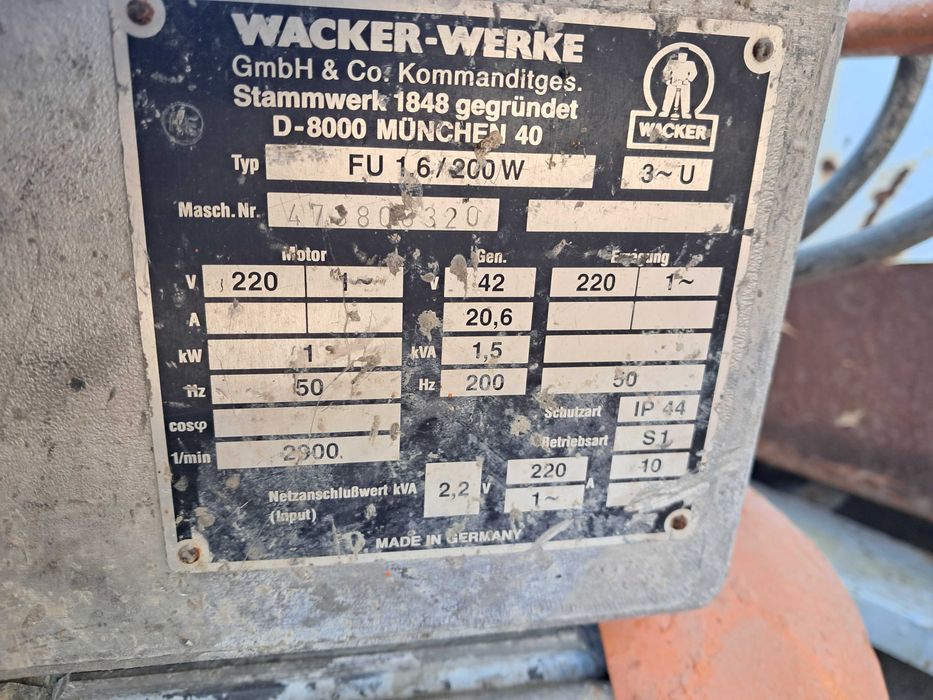 WACKER-WERKE
GmbH & Co. Kommanditges.
Stammwerk 1848 gegründet
D-8000 MÜNCHEN 40
WACKER
Typ FU 1.6/200 W 3~ U
Masch.Nr.
Motor Gen. Erregung
V 220 1~ V 42 220 1~
A 20,6
kW 1 kVA 1,5
Hz 50 Hz 200 50
cosφ Schutzart IP 44
1/min 2900 Betriebsart S1
Netzanschlußwert kVA 2,2 V 220 A 10
(Input) 1~
MADE IN GERMANY